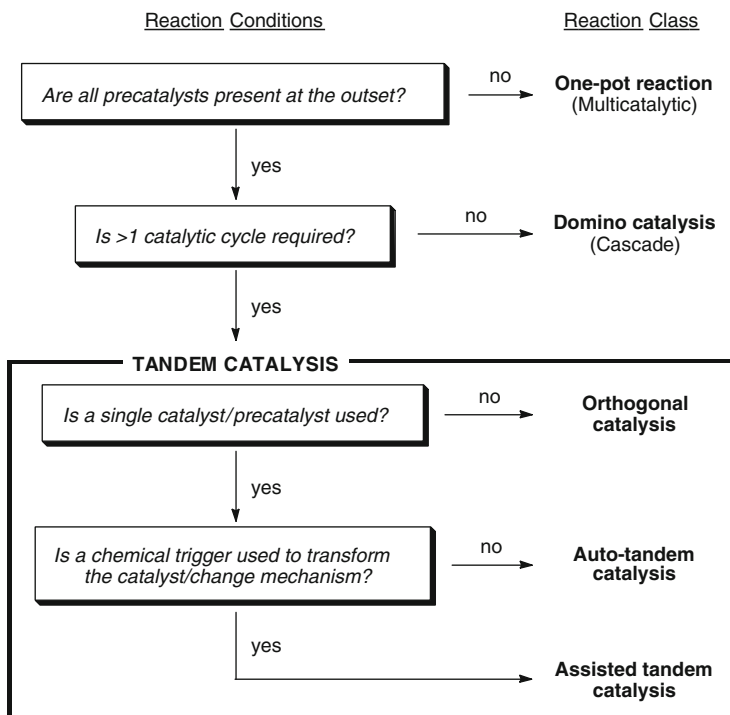 Reaction Conditions
Reaction Class
Are all precatalysts present at the outset?
no
One-pot reaction
(Multicatalytic)
yes
Is >1 catalytic cycle required?
no
Domino catalysis
(Cascade)
yes
TANDEM CATALYSIS
Is a single catalyst/precatalyst used?
no
Orthogonal
catalysis
yes
Is a chemical trigger used to transform
the catalyst/change mechanism?
no
Auto-tandem
catalysis
yes
Assisted tandem
catalysis